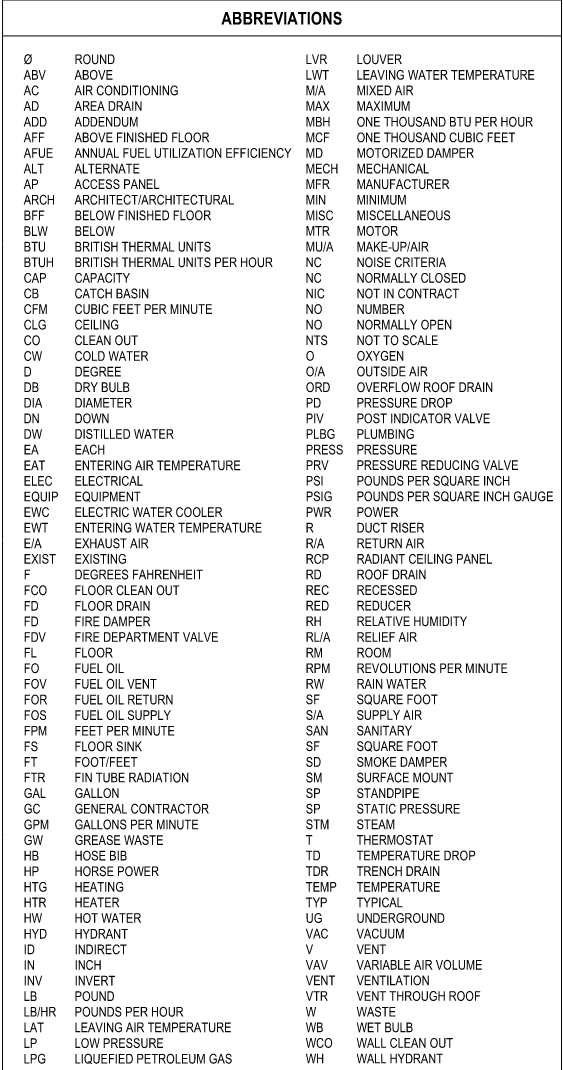 ABBREVIATIONS
Ø ROUND
ABV ABOVE
AC AIR CONDITIONING
AD AREA DRAIN
ADD ADDENDUM
AFF ABOVE FINISHED FLOOR
AFUE ANNUAL FUEL UTILIZATION EFFICIENCY
ALT ALTERNATE
AP ACCESS PANEL
ARCH ARCHITECT/ARCHITECTURAL
BFF BELOW FINISHED FLOOR
BLW BELOW
BTU BRITISH THERMAL UNITS
BTUH BRITISH THERMAL UNITS PER HOUR
CAP CAPACITY
CB CATCH BASIN
CFM CUBIC FEET PER MINUTE
CLG CEILING
CO CLEAN OUT
CW COLD WATER
D DEGREE
DB DRY BULB
DIA DIAMETER
DN DOWN
DW DISTILLED WATER
EA EACH
EAT ENTERING AIR TEMPERATURE
ELEC ELECTRICAL
EQUIP EQUIPMENT
EWC ELECTRIC WATER COOLER
EWT ENTERING WATER TEMPERATURE
E/A EXHAUST AIR
EXIST EXISTING
F DEGREES FAHRENHEIT
FCO FLOOR CLEAN OUT
FD FLOOR DRAIN
FD FIRE DAMPER
FDV FIRE DEPARTMENT VALVE
FL FLOOR
FO FUEL OIL
FOV FUEL OIL VENT
FOR FUEL OIL RETURN
FOS FUEL OIL SUPPLY
FPM FEET PER MINUTE
FS FLOOR SINK
FT FOOT/FEET
FTR FIN TUBE RADIATION
GAL GALLON
GC GENERAL CONTRACTOR
GPM GALLONS PER MINUTE
GW GREASE WASTE
HB HOSE BIB
HP HORSE POWER
HTG HEATING
HTR HEATER
HW HOT WATER
HYD HYDRANT
ID INDIRECT
IN INCH
INV INVERT
LB POUND
LB/HR POUNDS PER HOUR
LAT LEAVING AIR TEMPERATURE
LP LOW PRESSURE
LPG LIQUEFIED PETROLEUM GAS
LVR LOUVER
LWT LEAVING WATER TEMPERATURE
M/A MIXED AIR
MAX MAXIMUM
MBH ONE THOUSAND BTU PER HOUR
MCF ONE THOUSAND CUBIC FEET
MD MOTORIZED DAMPER
MECH MECHANICAL
MFR MANUFACTURER
MIN MINIMUM
MISC MISCELLANEOUS
MTR MOTOR
MU/A MAKE-UP/AIR
NC NOISE CRITERIA
NC NORMALLY CLOSED
NIC NOT IN CONTRACT
NO NUMBER
NO NORMALLY OPEN
NTS NOT TO SCALE
O OXYGEN
O/A OUTSIDE AIR
ORD OVERFLOW ROOF DRAIN
PD PRESSURE DROP
PIV POST INDICATOR VALVE
PLBG PLUMBING
PRESS PRESSURE
PRV PRESSURE REDUCING VALVE
PSI POUNDS PER SQUARE INCH
PSIG POUNDS PER SQUARE INCH GAUGE
PWR POWER
R DUCT RISER
R/A RETURN AIR
RCP RADIANT CEILING PANEL
RD ROOF DRAIN
REC RECESSED
RED REDUCER
RH RELATIVE HUMIDITY
RL/A RELIEF AIR
RM ROOM
RPM REVOLUTIONS PER MINUTE
RW RAIN WATER
SF SQUARE FOOT
S/A SUPPLY AIR
SAN SANITARY
SF SQUARE FOOT
SD SMOKE DAMPER
SM SURFACE MOUNT
SP STANDPIPE
SP STATIC PRESSURE
STM STEAM
T THERMOSTAT
TD TEMPERATURE DROP
TDR TRENCH DRAIN
TEMP TEMPERATURE
TYP TYPICAL
UG UNDERGROUND
VAC VACUUM
V VENT
VAV VARIABLE AIR VOLUME
VENT VENTILATION
VTR VENT THROUGH ROOF
W WASTE
WB WET BULB
WCO WALL CLEAN OUT
WH WALL HYDRANT